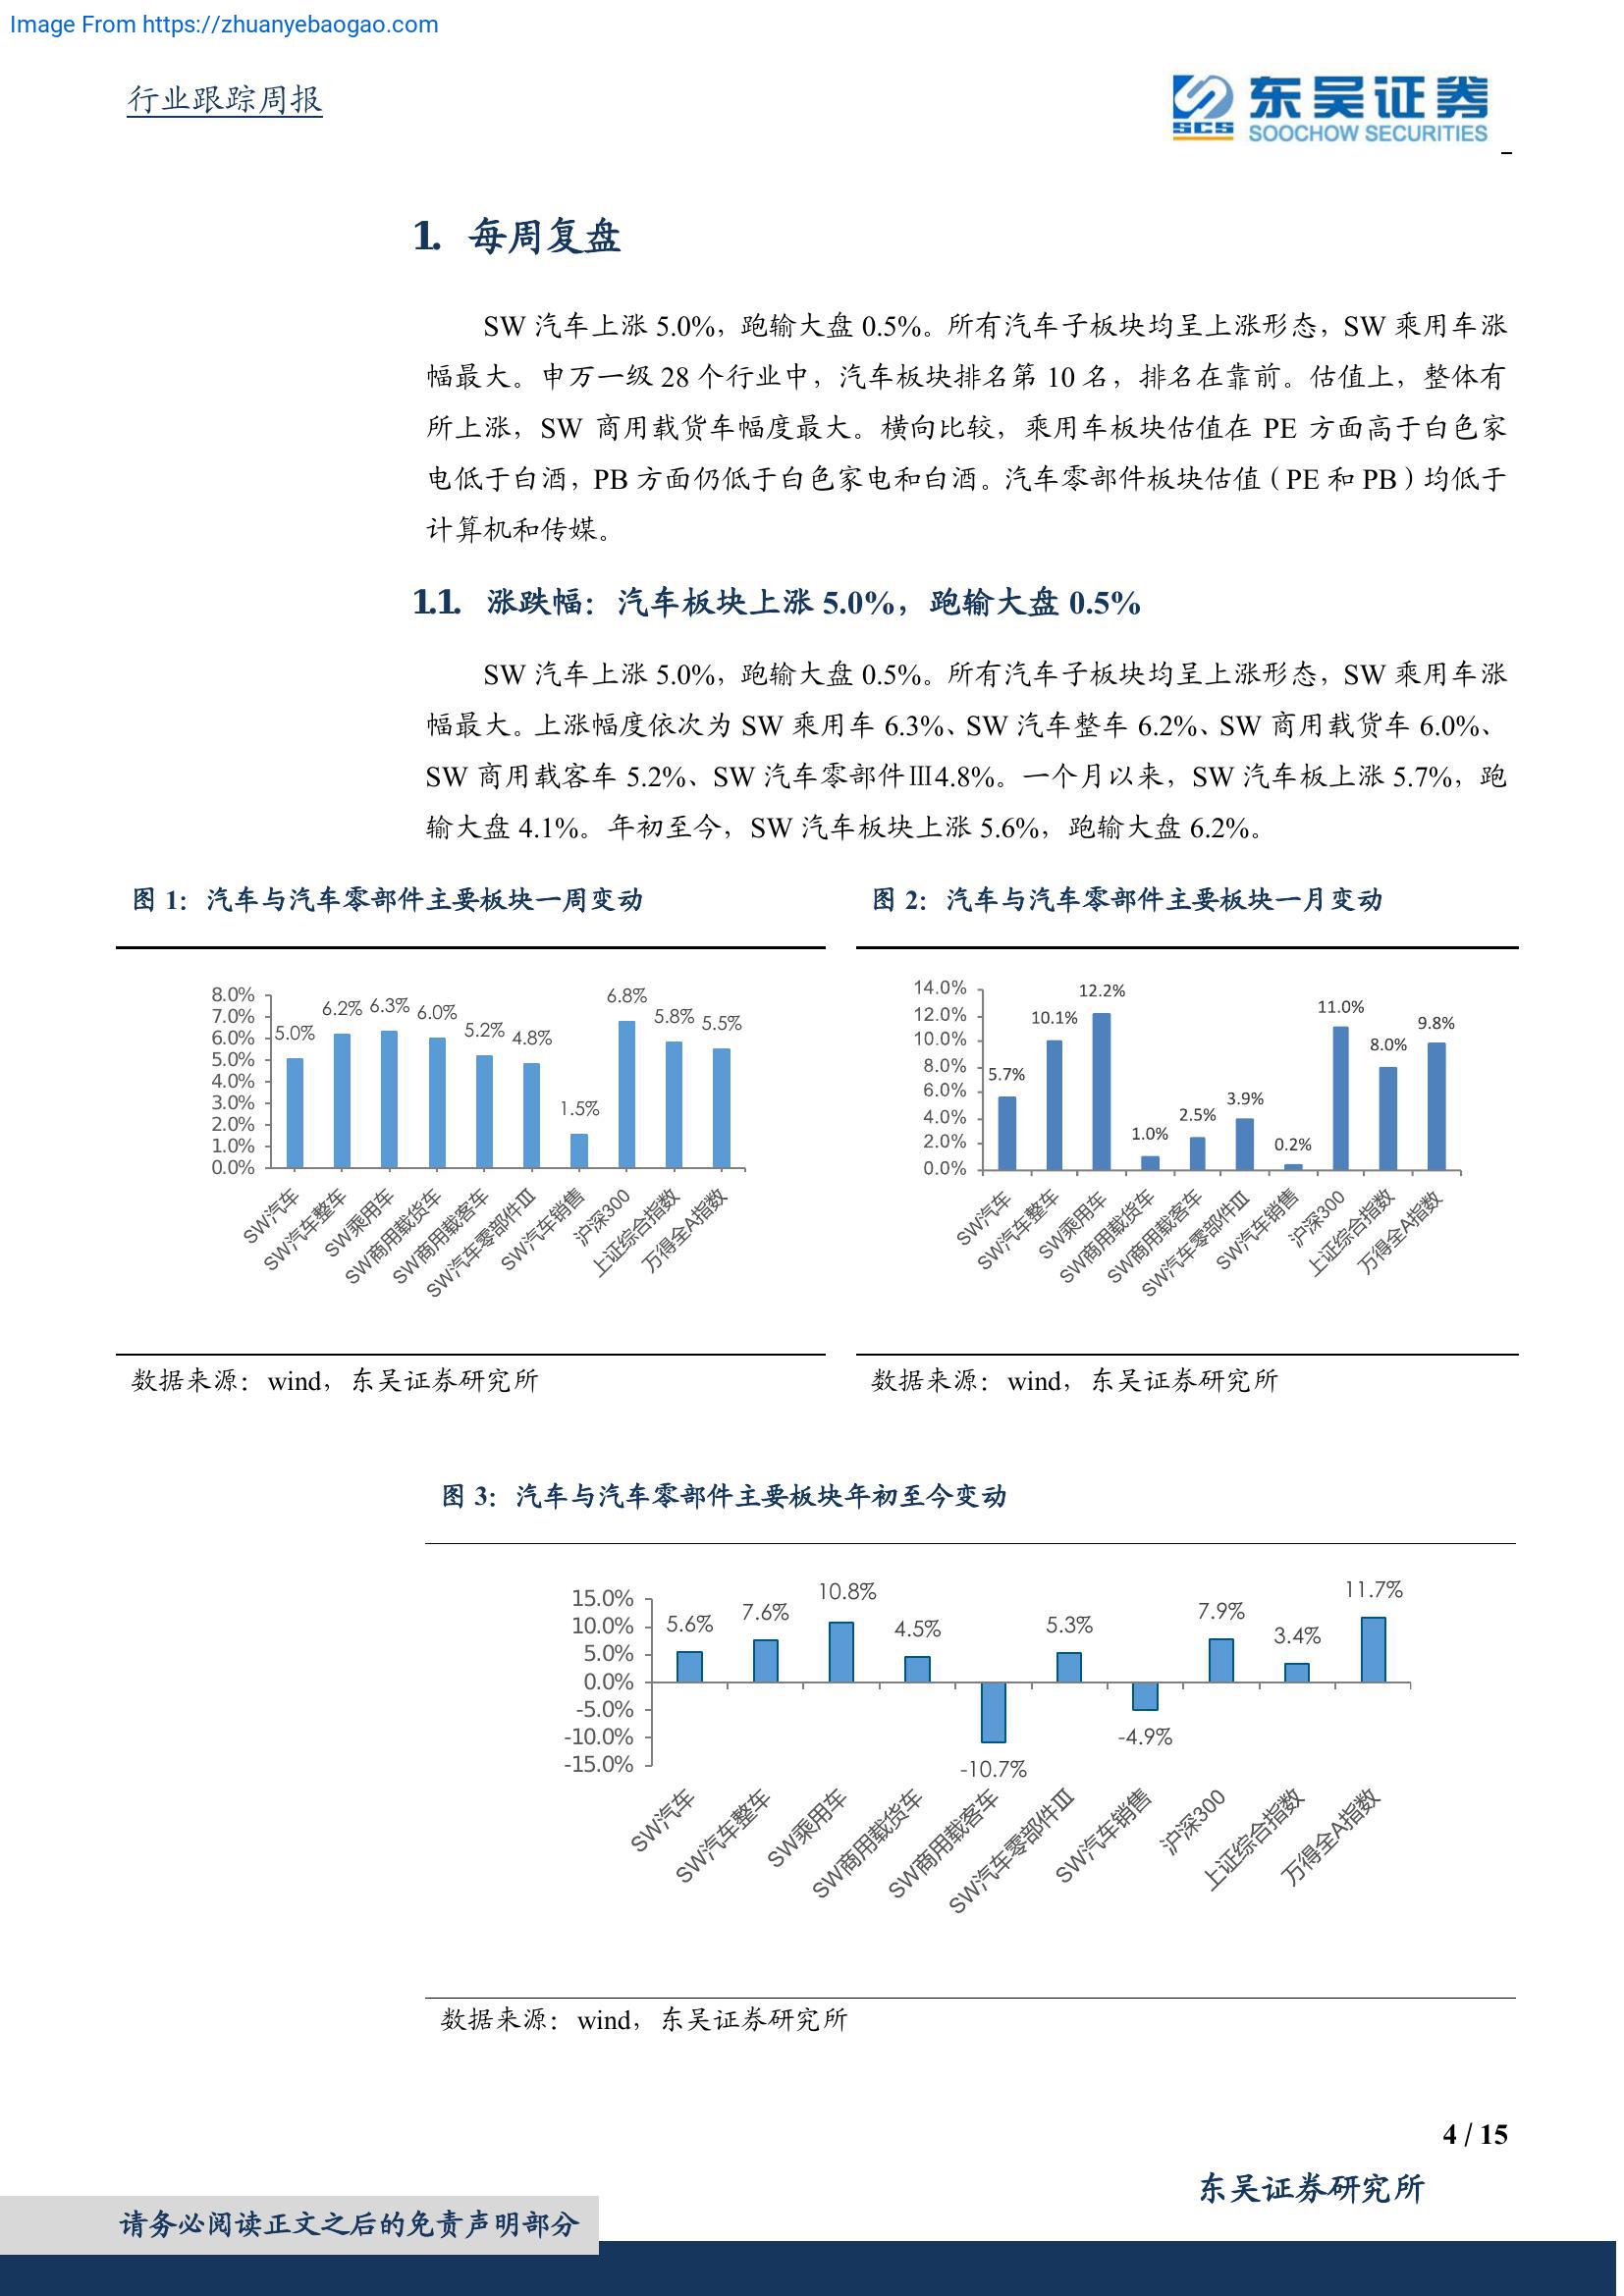 Image From https://zhuanyebaogao.com
行业跟踪周报
SCS
东吴证券
SOOCHOW SECURITIES
1. 每周复盘
SW 汽车上涨 5.0%，跑输大盘 0.5%。所有汽车子板块均呈上涨形态，SW 乘用车涨
幅最大。申万一级 28 个行业中，汽车板块排名第 10 名，排名在靠前。估值上，整体有
所上涨，SW 商用载货车幅度最大。横向比较，乘用车板块估值在 PE 方面高于白色家
电低于白酒，PB 方面仍低于白色家电和白酒。汽车零部件板块估值（PE 和 PB）均低于
计算机和传媒。
1.1. 涨跌幅：汽车板块上涨 5.0%，跑输大盘 0.5%
SW 汽车上涨 5.0%，跑输大盘 0.5%。所有汽车子板块均呈上涨形态，SW 乘用车涨
幅最大。上涨幅度依次为 SW 乘用车 6.3%、SW 汽车整车 6.2%、SW 商用载货车 6.0%、
SW 商用载客车 5.2%、SW 汽车零部件Ⅲ4.8%。一个月以来，SW 汽车板上涨 5.7%，跑
输大盘 4.1%。年初至今，SW 汽车板块上涨 5.6%，跑输大盘 6.2%。
图 1：汽车与汽车零部件主要板块一周变动
8.0%
7.0%
6.0%
5.0%
4.0%
3.0%
2.0%
1.0%
0.0%
5.0%
6.2%
6.3%
6.0%
5.2%
4.8%
1.5%
6.8%
5.8%
5.5%
SW汽车
SW汽车整车
SW乘用车
SW商用载货车
SW商用载客车
SW汽车零部件Ⅲ
SW汽车销售
沪深300
上证综合指数
万得全A指数
数据来源：wind，东吴证券研究所
图 2：汽车与汽车零部件主要板块一月变动
14.0%
12.0%
10.0%
8.0%
6.0%
4.0%
2.0%
0.0%
5.7%
10.1%
12.2%
1.0%
2.5%
3.9%
0.2%
11.0%
8.0%
9.8%
SW汽车
SW汽车整车
SW乘用车
SW商用载货车
SW商用载客车
SW汽车零部件Ⅲ
SW汽车销售
沪深300
上证综合指数
万得全A指数
数据来源：wind，东吴证券研究所
图 3：汽车与汽车零部件主要板块年初至今变动
15.0%
10.0%
5.0%
0.0%
-5.0%
-10.0%
-15.0%
5.6%
7.6%
10.8%
4.5%
-10.7%
5.3%
-4.9%
7.9%
3.4%
11.7%
SW汽车
SW汽车整车
SW乘用车
SW商用载货车
SW商用载客车
SW汽车零部件Ⅲ
SW汽车销售
沪深300
上证综合指数
万得全A指数
数据来源：wind，东吴证券研究所
4 / 15
东吴证券研究所
请务必阅读正文之后的免责声明部分